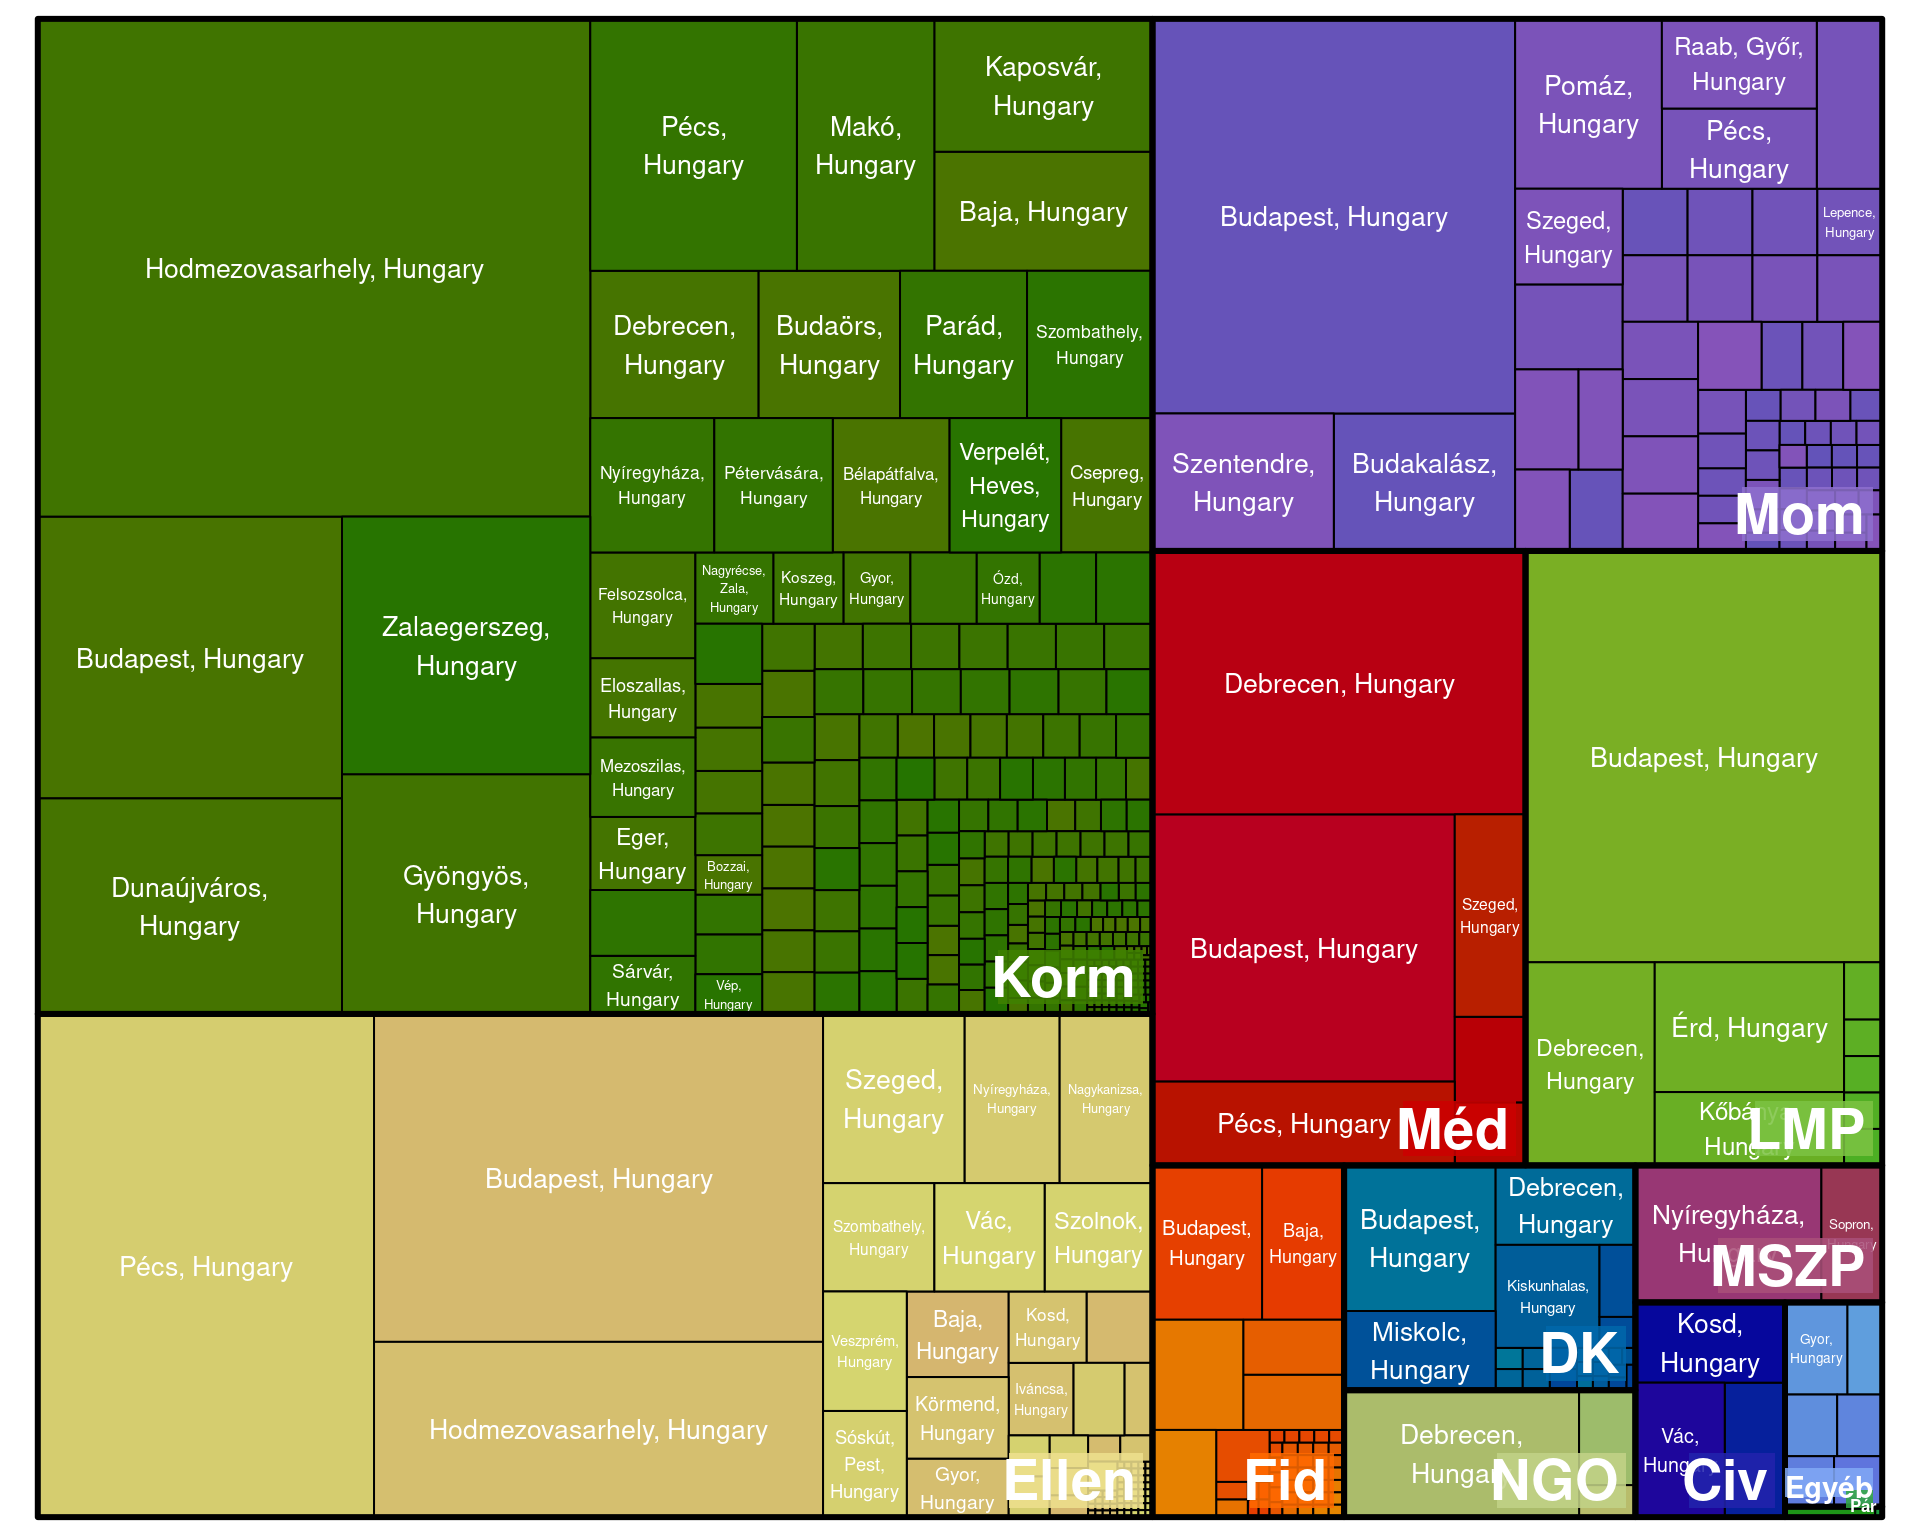 Hodmezovasarhely, Hungary
Budapest, Hungary
Zalaegerszeg,
Hungary
Dunaújváros,
Hungary
Gyöngyös,
Hungary
Pécs,
Hungary
Makó,
Hungary
Kaposvár,
Hungary
Baja, Hungary
Debrecen,
Hungary
Budaörs,
Hungary
Parád,
Hungary
Szombathely,
Hungary
Nyíregyháza,
Hungary
Pétervására,
Hungary
Bélapátfalva,
Hungary
Verpelét,
Heves,
Hungary
Csepreg,
Hungary
Felsozsolca,
Hungary
Nagyrécse,
Zala,
Hungary
Koszeg,
Hungary
Gyor,
Hungary
Ózd,
Hungary
Eloszallas,
Hungary
Mezoszilas,
Hungary
Eger,
Hungary
Bozzai,
Hungary
Sárvár,
Hungary
Vép,
Hungary
Korm
Budapest, Hungary
Szentendre,
Hungary
Budakalász,
Hungary
Pomáz,
Hungary
Raab, Győr,
Hungary
Pécs,
Hungary
Szeged,
Hungary
Lepence,
Hungary
Mom
Debrecen, Hungary
Budapest, Hungary
Szeged,
Hungary
Pécs, Hungary
Méd
Budapest, Hungary
Debrecen,
Hungary
Érd, Hungary
Kőbánya,
Hungary
LMP
Pécs, Hungary
Budapest, Hungary
Hodmezovasarhely, Hungary
Szeged,
Hungary
Nyíregyháza,
Hungary
Nagykanizsa,
Hungary
Szombathely,
Hungary
Vác,
Hungary
Szolnok,
Hungary
Veszprém,
Hungary
Baja,
Hungary
Kosd,
Hungary
Körmend,
Hungary
Iváncsa,
Hungary
Sóskút,
Pest,
Hungary
Gyor,
Hungary
Ellen
Budapest,
Hungary
Baja,
Hungary
Fid
Budapest,
Hungary
Debrecen,
Hungary
Kiskunhalas,
Hungary
Miskolc,
Hungary
DK
Nyíregyháza,
Hungary
Sopron,
Hungary
MSZP
Debrecen,
Hungary
NGO
Kosd,
Hungary
Vác,
Hungary
Civ
Gyor,
Hungary
Egyéb
Pár